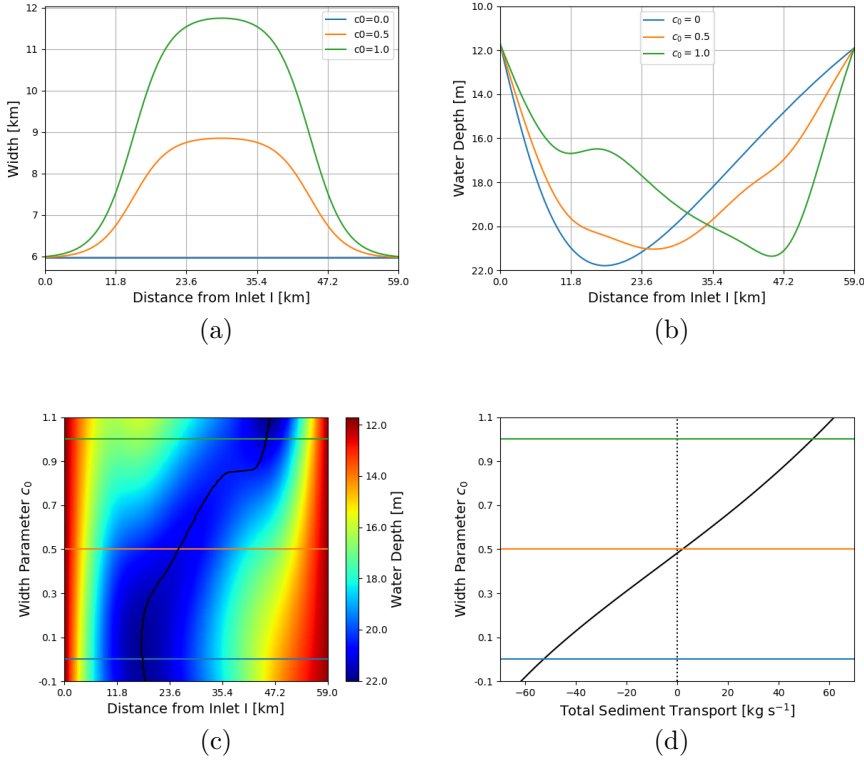 12
11
10
9
8
7
6
Width [km]
c0=0.0
c0=0.5
c0=1.0
0.0 11.8 23.6 35.4 47.2 59.0
Distance from Inlet I [km]
(a)
10.0
12.0
14.0
16.0
18.0
20.0
22.0
Water Depth [m]
c₀ = 0
c₀ = 0.5
c₀ = 1.0
0.0 11.8 23.6 35.4 47.2 59.0
Distance from Inlet I [km]
(b)
1.1
0.9
0.7
0.5
0.3
0.1
-0.1
Width Parameter c₀
0.0 11.8 23.6 35.4 47.2 59.0
Distance from Inlet I [km]
12.0
14.0
16.0
18.0
20.0
22.0
Water Depth [m]
(c)
1.1
0.9
0.7
0.5
0.3
0.1
-0.1
Width Parameter c₀
−60 −40 −20 0 20 40 60
Total Sediment Transport [kg s⁻¹]
(d)